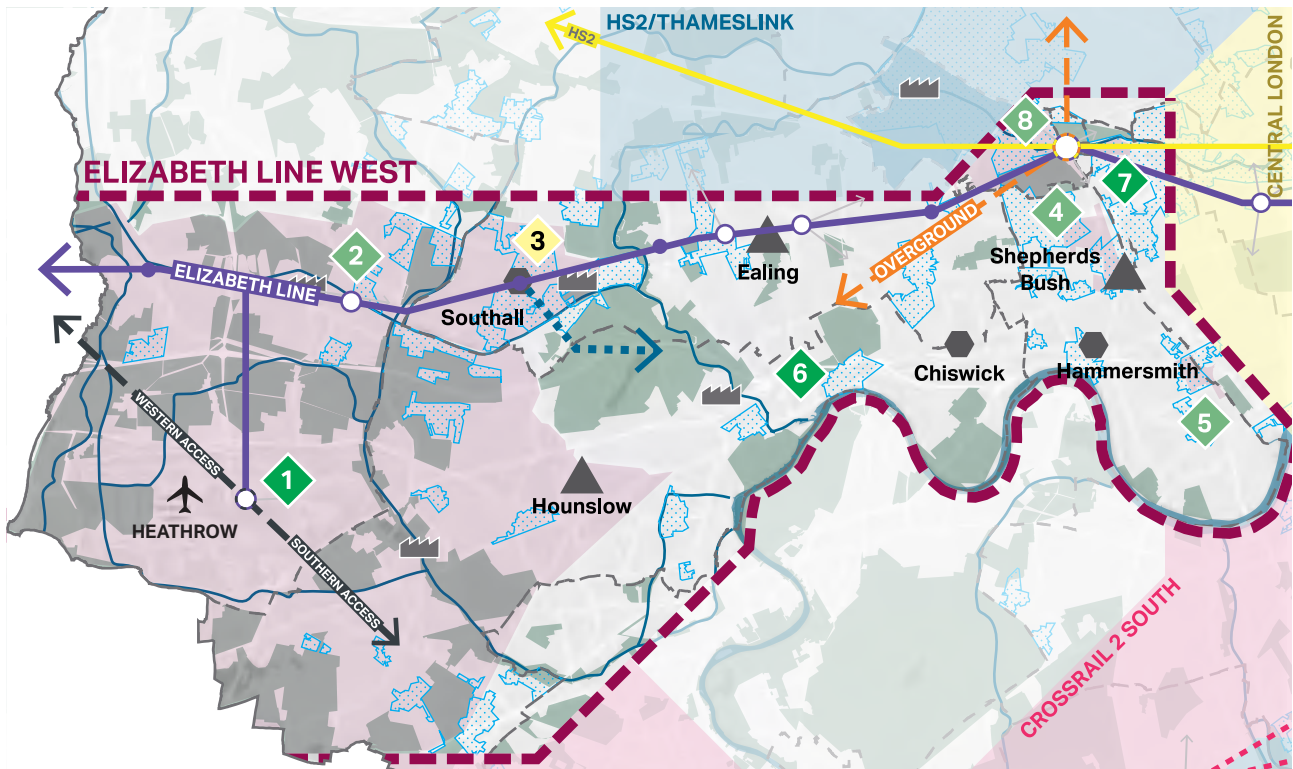 HS2/THAMESLINK
HS2
CENTRAL LONDON
8
ELIZABETH LINE WEST
7
4
3
2
OVERGROUND
Shepherds
Bush
Ealing
ELIZABETH LINE
Southall
6
Chiswick
Hammersmith
5
WESTERN ACCESS
1
HEATHROW
Hounslow
SOUTHERN ACCESS
CROSSRAIL 2 SOUTH